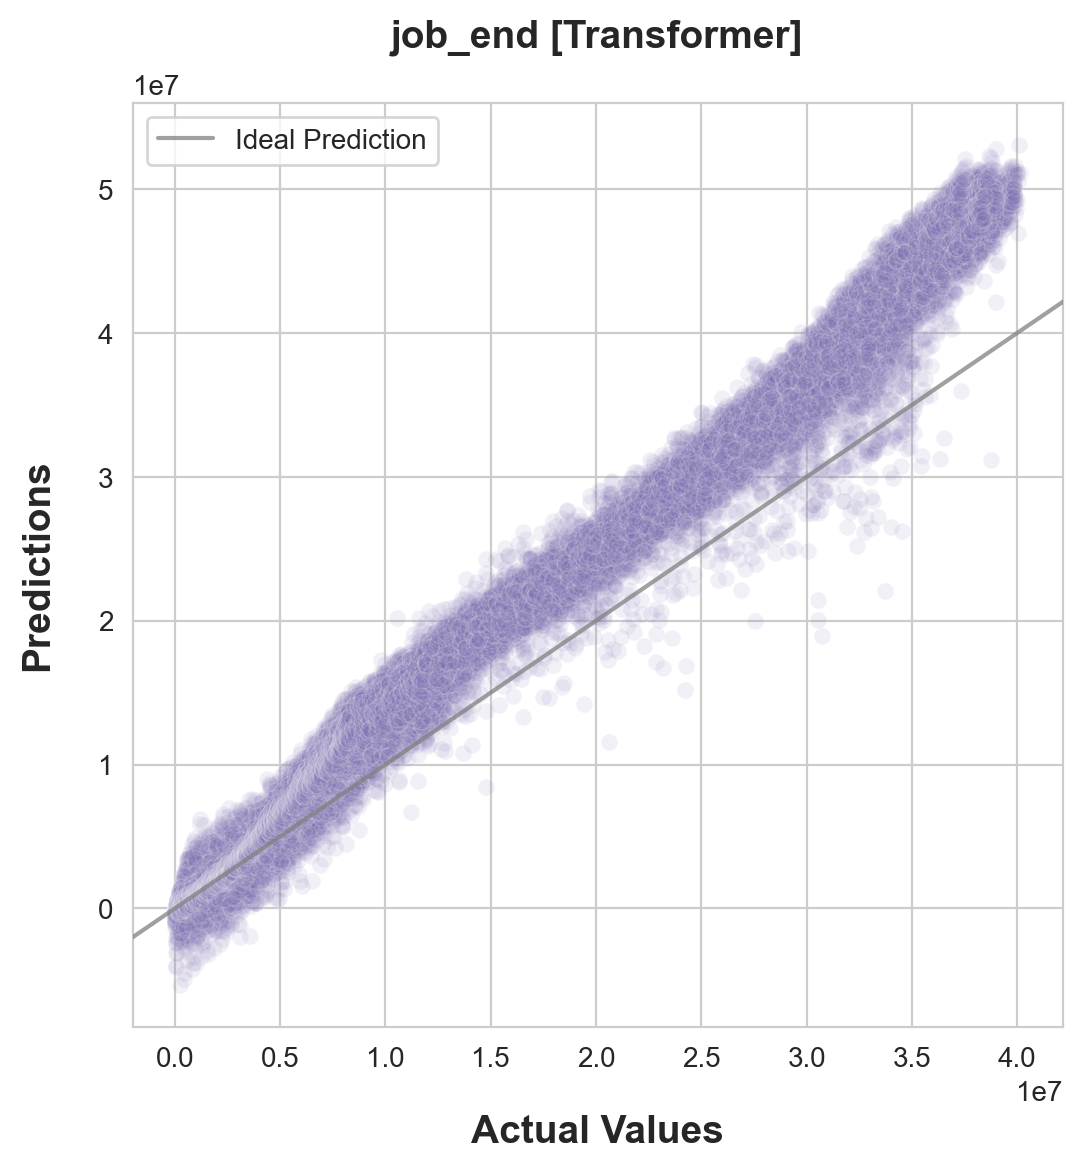 job_end [Transformer]
1e7
Ideal Prediction
5
4
3
2
1
0
Predictions
0.0 0.5 1.0 1.5 2.0 2.5 3.0 3.5 4.0
1e7
Actual Values